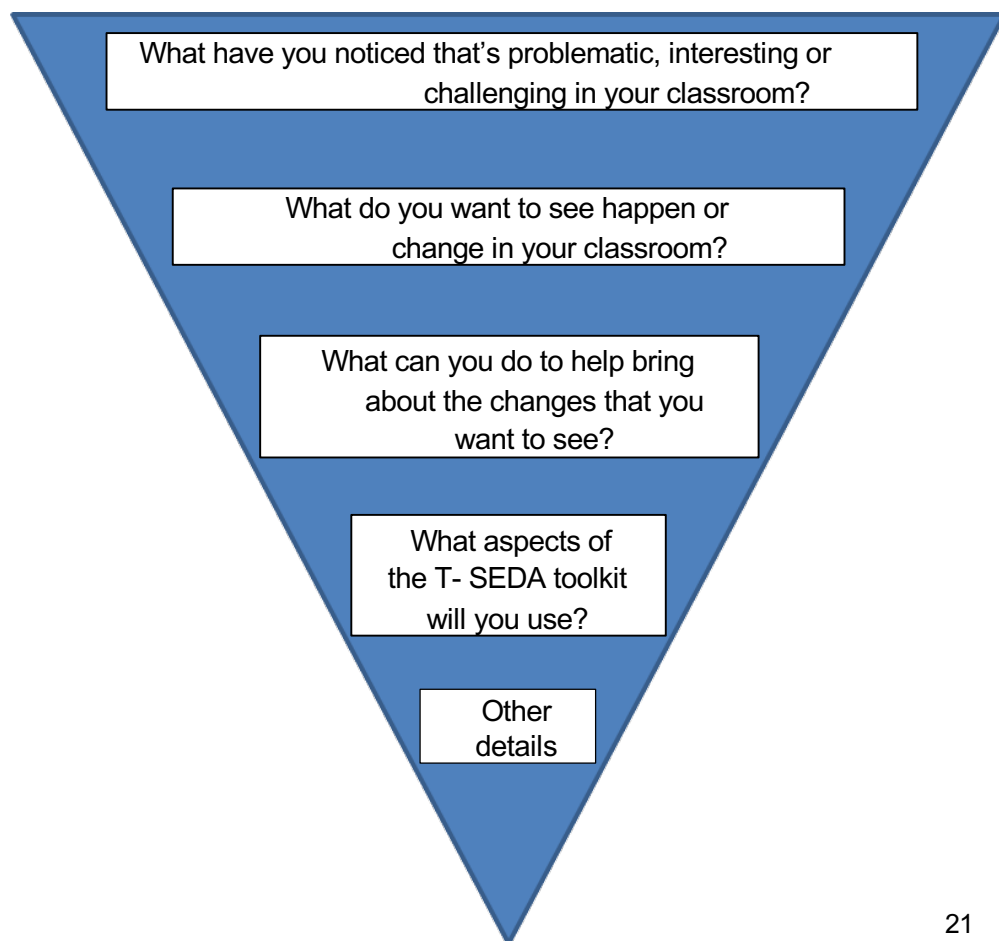 What have you noticed that’s problematic, interesting or
challenging in your classroom?
What do you want to see happen or
change in your classroom?
What can you do to help bring
about the changes that you
want to see?
What aspects of
the T- SEDA toolkit
will you use?
Other
details
21